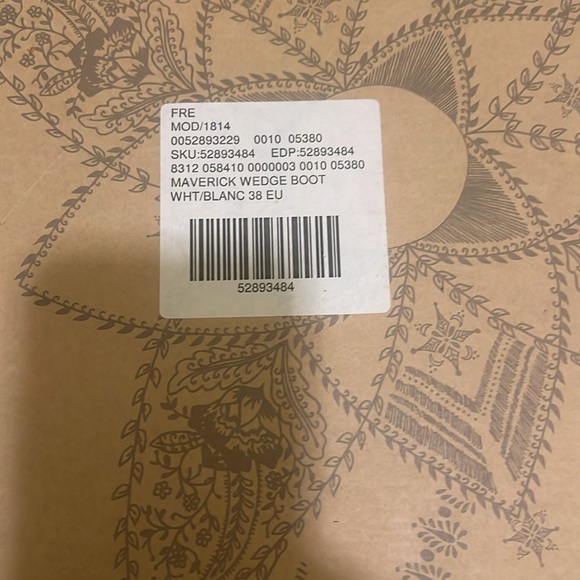 FRE
MOD/1814
0052893229 0010 05380
SKU:52893484 EDP:52893484
8312 058410 0000003 0010 05380
MAVERICK WEDGE BOOT
WHT/BLANC 38 EU
52893484